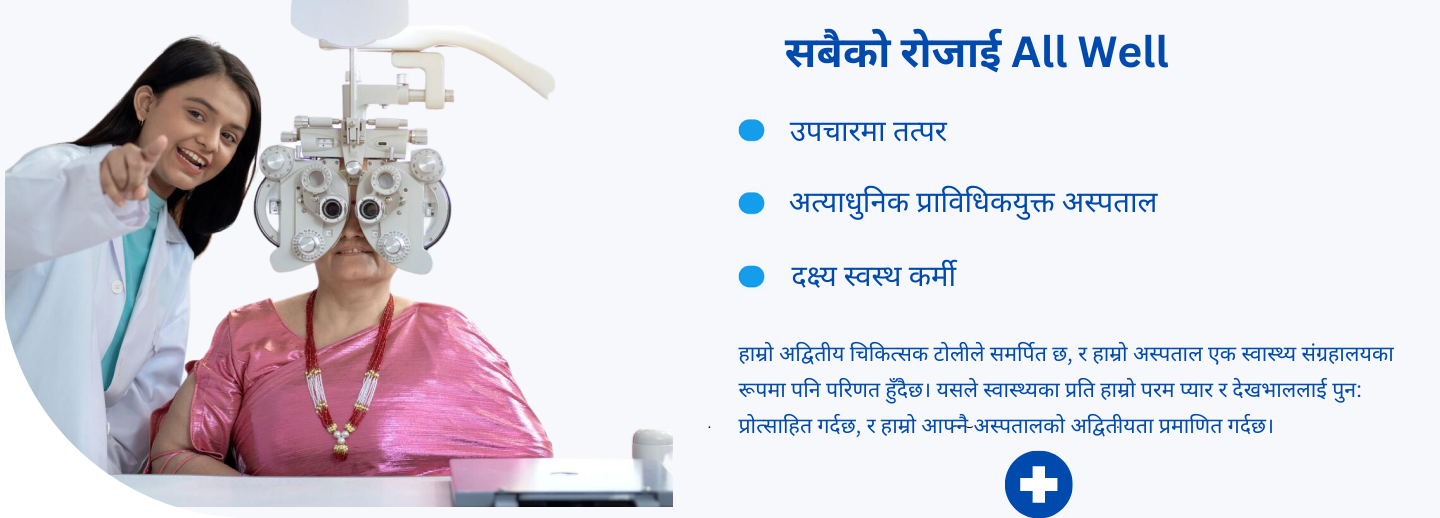 सबैको रोजाई All Well
उपचारमा तत्पर
अत्याधुनिक प्राविधिकयुक्त अस्पताल
दक्ष्य स्वस्थ कर्मी
हाम्रो अद्वितीय चिकित्सक टोलीले समर्पित छ, र हाम्रो अस्पताल एक स्वास्थ्य संग्रहालयका
रूपमा पनि परिणत हुँदैछ। यसले स्वास्थ्यका प्रति हाम्रो परम प्यार र देखभाललाई पुन:
प्रोत्साहित गर्दछ, र हाम्रो आफ्नै-अस्पतालको अद्वितीयता प्रमाणित गर्दछ।